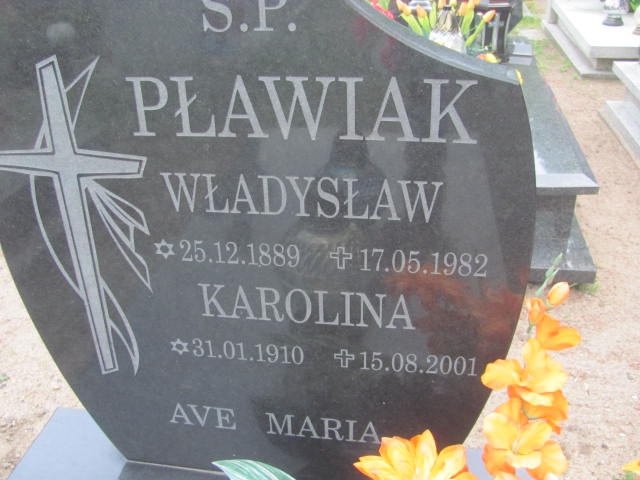 S.P.
PŁAWIAK
WŁADYSŁAW
✡ 25.12.1889 ✝ 17.05.1982
KAROLINA
✡ 31.01.1910 ✝ 15.08.2001
AVE MARIA